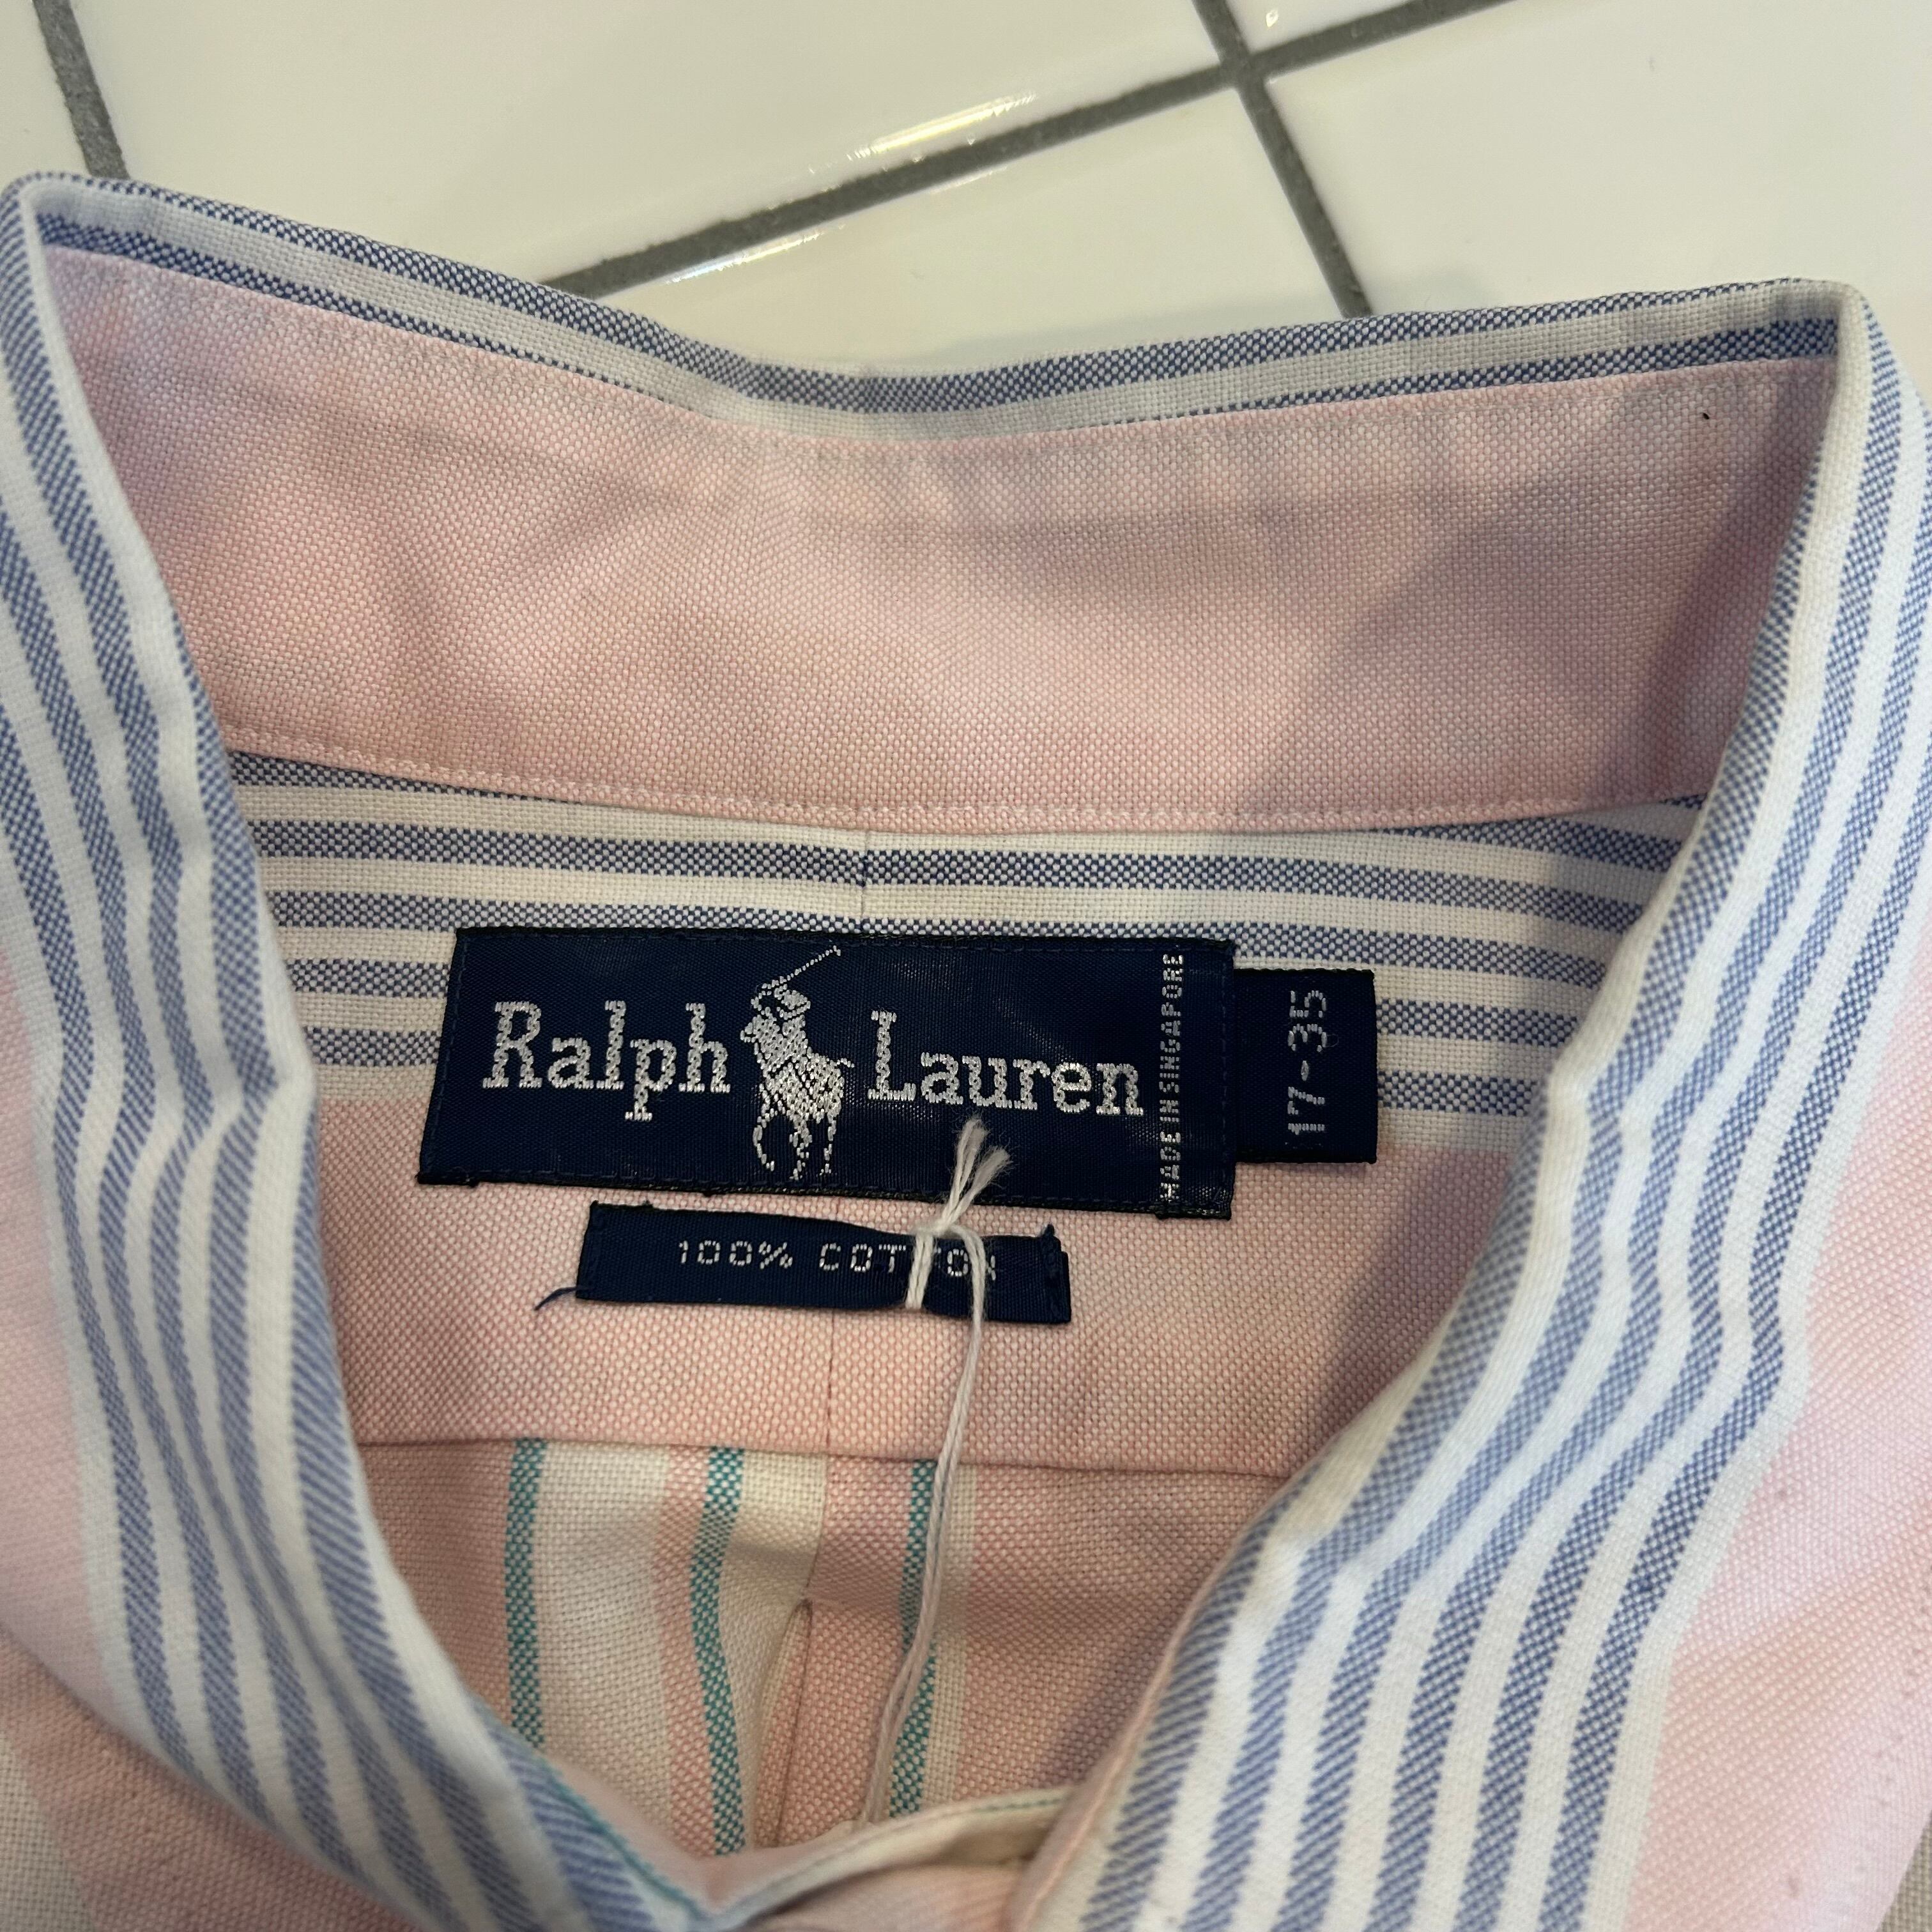 Ralph Lauren
MADE IN SINGAPORE
17-35
100% COTTON